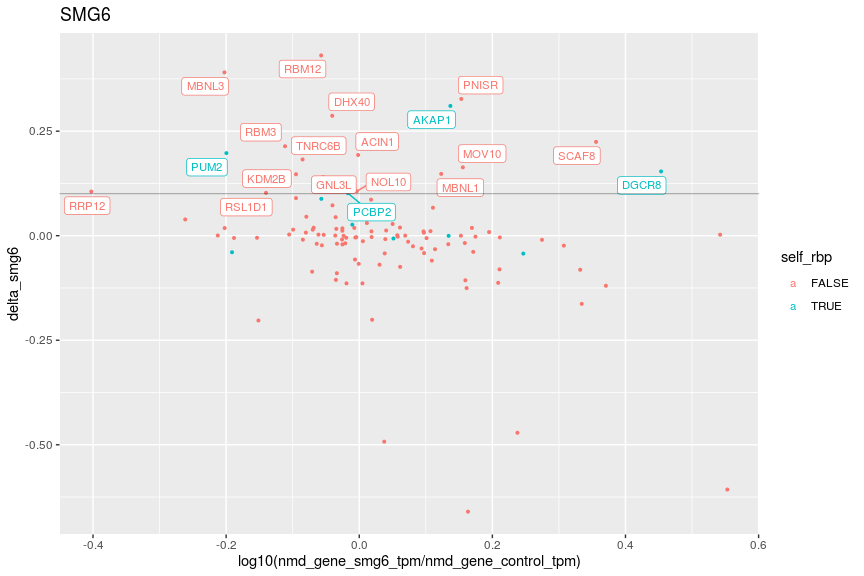 SMG6
RBM12
MBNL3
PNISR
DHX40
AKAP1
RBM3
ACIN1
TNRC6B
MOV10
SCAF8
PUM2
KDM2B
GNL3L
NOL10
MBNL1
DGCR8
RRP12
RSL1D1
PCBP2
0.25
0.00
-0.25
-0.50
delta_smg6
-0.4
-0.2
0.0
0.2
0.4
0.6
log10(nmd_gene_smg6_tpm/nmd_gene_control_tpm)
self_rbp
a FALSE
a TRUE